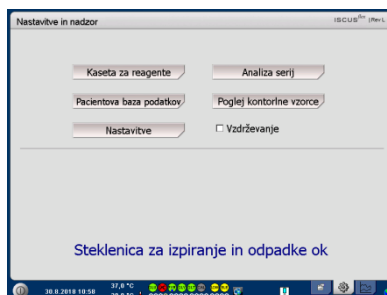 Nastavitve in nadzor
ISCUSflex
Kaseta za reagente
Analiza serij
Pacientova baza podatkov
Poglej kontorlne vzorce
Nastavitve
Vzdrževanje
Steklenica za izpiranje in odpadke ok
30.8.2018 10:58
37,0 °C